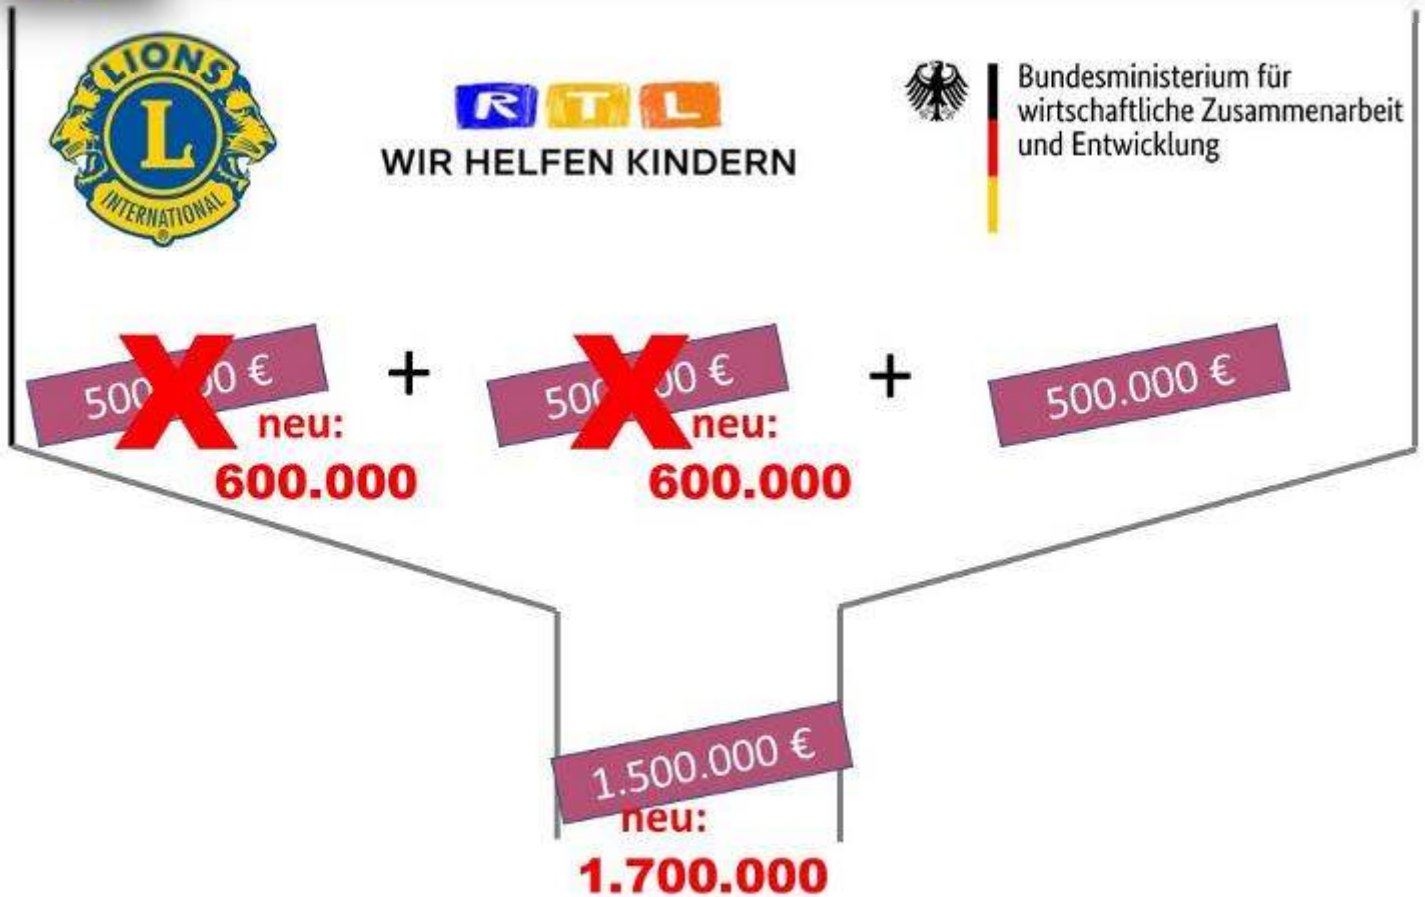 LIONS
L
INTERNATIONAL
®
RTL
WIR HELFEN KINDERN
Bundesministerium für
wirtschaftliche Zusammenarbeit
und Entwicklung
X
+
X
+
500.000 €
neu:
600.000
neu:
600.000
1.500.000 €
neu:
1.700.000